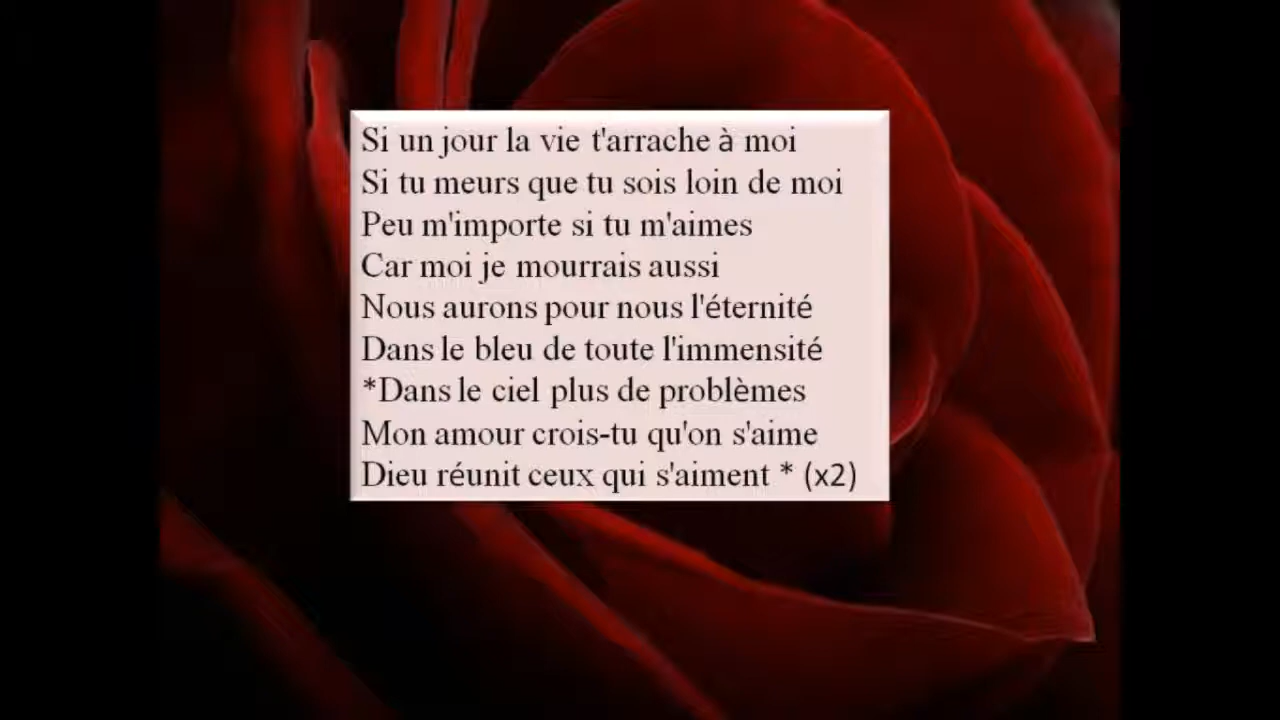 Si un jour la vie t'arrache à moi
Si tu meurs que tu sois loin de moi
Peu m'importe si tu m'aimes
Car moi je mourrais aussi
Nous aurons pour nous l'éternité
Dans le bleu de toute l'immensité
*Dans le ciel plus de problèmes
Mon amour crois-tu qu'on s'aime
Dieu réunit ceux qui s'aiment * (x2)